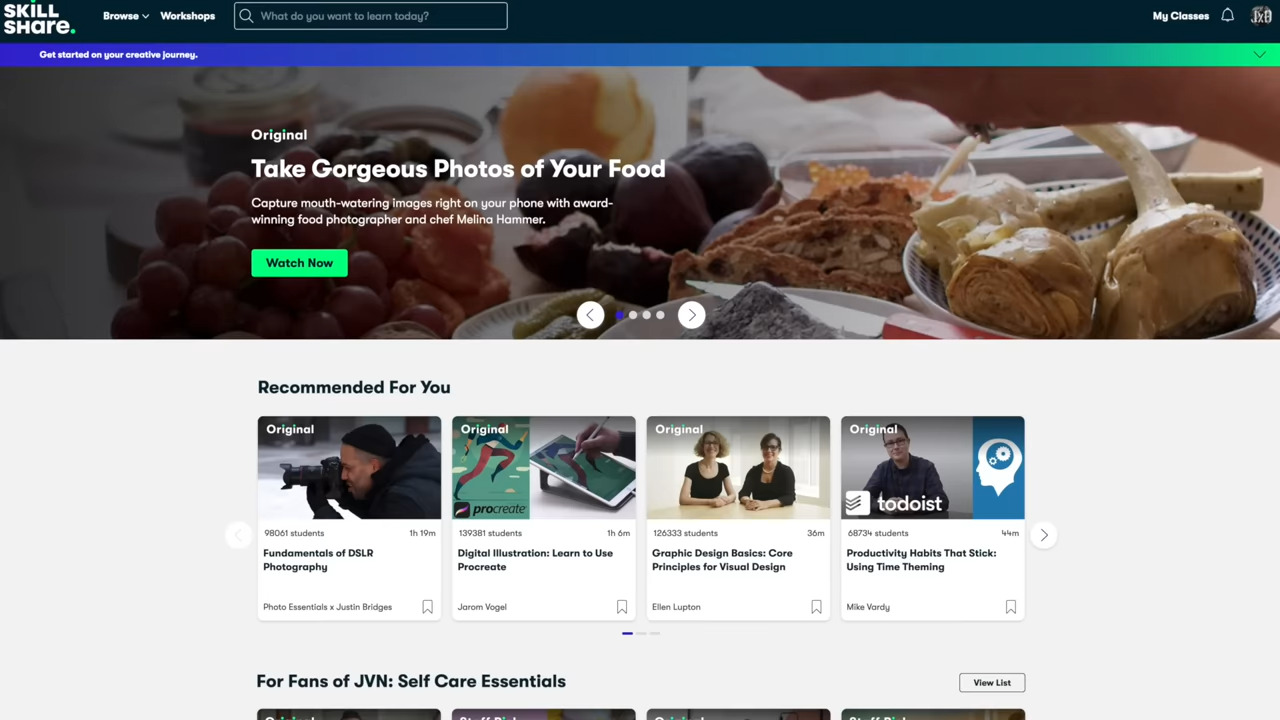 SKILL
SHare.
Browse
Workshops
What do you want to learn today?
My Classes
Get started on your creative journey.
Original
Take Gorgeous Photos of Your Food
Capture mouth-watering images right on your phone with award-
winning food photographer and chef Melina Hammer.
Watch Now
Recommended For You
Original
98061 students 1h 19m
Fundamentals of DSLR
Photography
Photo Essentials x Justin Bridges
Original
procreate
139381 students 1h 6m
Digital Illustration: Learn to Use
Procreate
Jarom Vogel
Original
126333 students 36m
Graphic Design Basics: Core
Principles for Visual Design
Ellen Lupton
Original
todoist
68734 students 44m
Productivity Habits That Stick:
Using Time Theming
Mike Vardy
For Fans of JVN: Self Care Essentials
View List